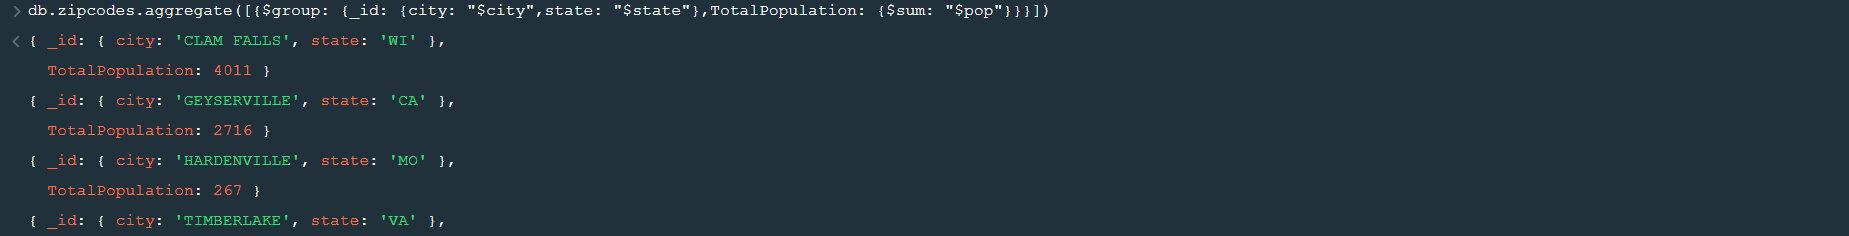 > db.zipcodes.aggregate([{$group: {_id: {city: "$city",state: "$state"},TotalPopulation: {$sum: "$pop"}}}])
< { _id: { city: 'CLAM FALLS', state: 'WI' },
TotalPopulation: 4011 }
{ _id: { city: 'GEYSERVILLE', state: 'CA' },
TotalPopulation: 2716 }
{ _id: { city: 'HARDENVILLE', state: 'MO' },
TotalPopulation: 267 }
{ _id: { city: 'TIMBERLAKE', state: 'VA' },